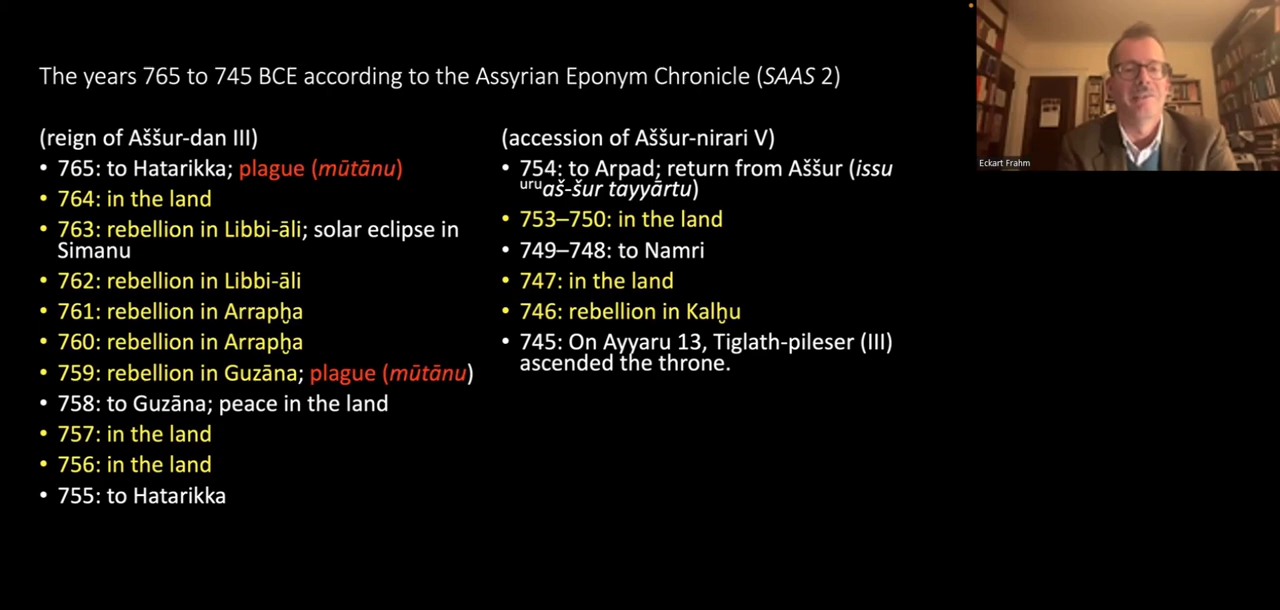 The years 765 to 745 BCE according to the Assyrian Eponym Chronicle (SAAS 2)
(reign of Aššur-dan III)
• 765: to Hatarikka; plague (mūtānu)
• 764: in the land
• 763: rebellion in Libbi-āli; solar eclipse in
Simanu
• 762: rebellion in Libbi-āli
• 761: rebellion in Arrapḫa
• 760: rebellion in Arrapḫa
• 759: rebellion in Guzāna; plague (mūtānu)
• 758: to Guzāna; peace in the land
• 757: in the land
• 756: in the land
• 755: to Hatarikka
(accession of Aššur-nirari V)
• 754: to Arpad; return from Aššur (issu
uruaš-šur tayyārtu)
• 753–750: in the land
• 749–748: to Namri
• 747: in the land
• 746: rebellion in Kalḫu
• 745: On Ayyaru 13, Tiglath-pileser (III)
ascended the throne.
Eckart Frahm